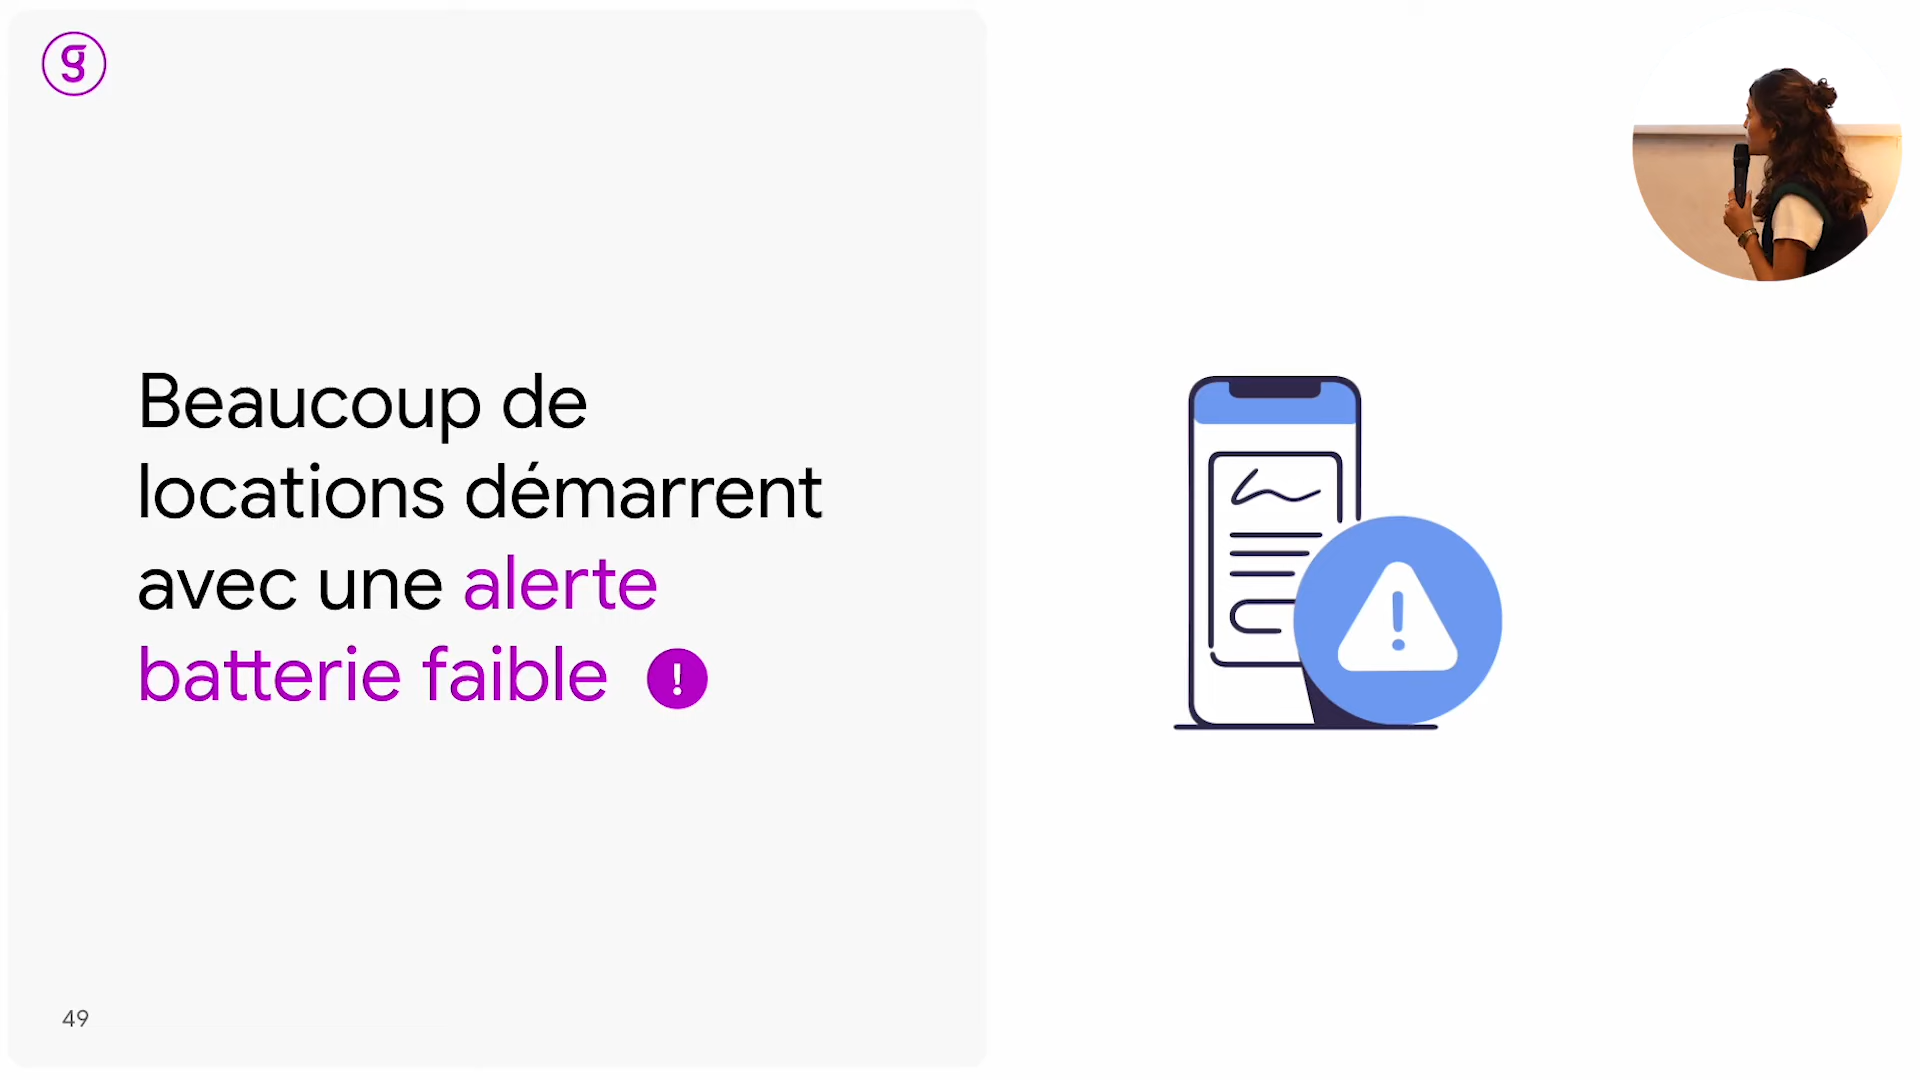 g
Beaucoup de
locations démarrent
avec une alerte
batterie faible !
49